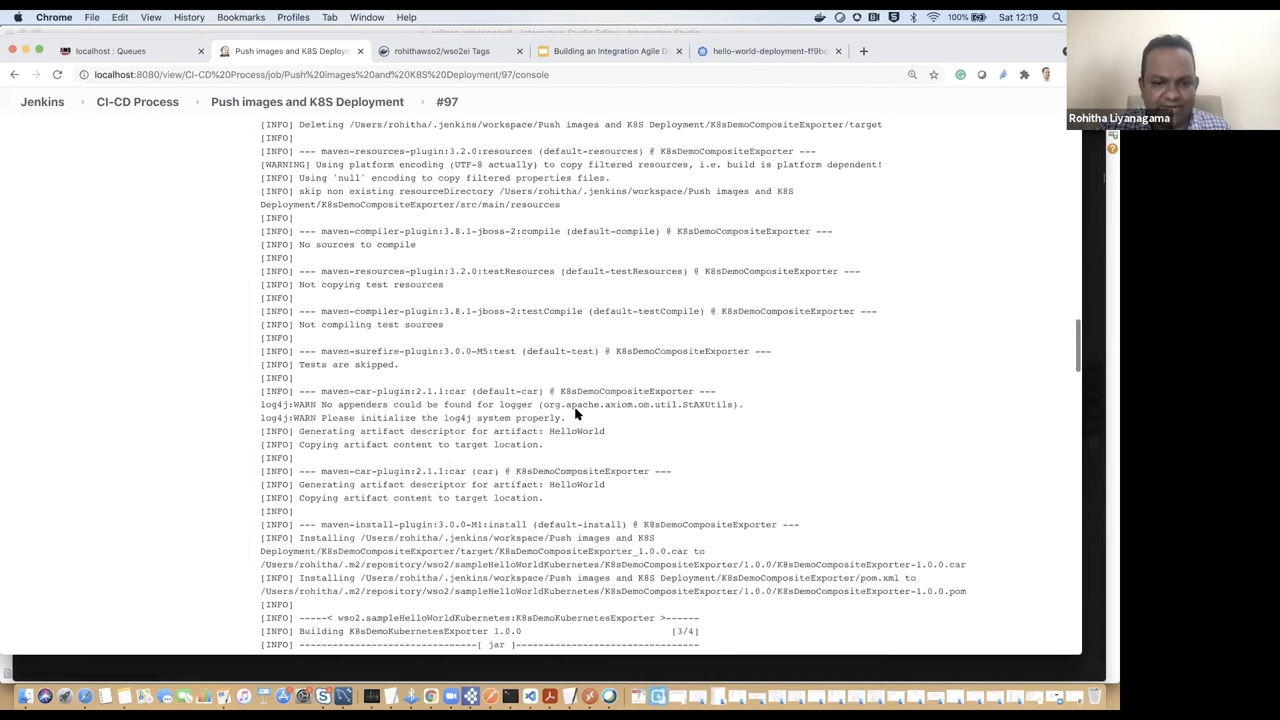 Chrome File Edit View History Bookmarks Profiles Tab Window Help 100% Sat 12:19
localhost : Queues × Push images and K8S Deploymen × rohithawso2/wso2ei Tags × Building an Integration Agile D × hello-world-deployment-ff9b × +
localhost:8080/view/CI-CD%20Process/job/Push%20images%20and%20K8S%20Deployment/97/console
Jenkins CI-CD Process Push images and K8S Deployment #97
Rohitha Liyanagama
[INFO] Deleting /Users/rohitha/.jenkins/workspace/Push images and K8S Deployment/K8sDemoCompositeExporter/target
[INFO]
[INFO] --- maven-resources-plugin:3.2.0:resources (default-resources) @ K8sDemoCompositeExporter ---
[WARNING] Using platform encoding (UTF-8 actually) to copy filtered resources, i.e. build is platform dependent!
[INFO] Using 'null' encoding to copy filtered properties files.
[INFO] skip non existing resourceDirectory /Users/rohitha/.jenkins/workspace/Push images and K8S
Deployment/K8sDemoCompositeExporter/src/main/resources
[INFO]
[INFO] --- maven-compiler-plugin:3.8.1-jboss-2:compile (default-compile) @ K8sDemoCompositeExporter ---
[INFO] No sources to compile
[INFO]
[INFO] --- maven-resources-plugin:3.2.0:testResources (default-testResources) @ K8sDemoCompositeExporter ---
[INFO] Not copying test resources
[INFO]
[INFO] --- maven-compiler-plugin:3.8.1-jboss-2:testCompile (default-testCompile) @ K8sDemoCompositeExporter ---
[INFO] Not compiling test sources
[INFO]
[INFO] --- maven-surefire-plugin:3.0.0-M5:test (default-test) @ K8sDemoCompositeExporter ---
[INFO] Tests are skipped.
[INFO]
[INFO] --- maven-car-plugin:2.1.1:car (default-car) @ K8sDemoCompositeExporter ---
log4j:WARN No appenders could be found for logger (org.apache.axiom.om.util.StAXUtils).
log4j:WARN Please initialize the log4j system properly.
[INFO] Generating artifact descriptor for artifact: HelloWorld
[INFO] Copying artifact content to target location.
[INFO]
[INFO] --- maven-car-plugin:2.1.1:car (car) @ K8sDemoCompositeExporter ---
[INFO] Generating artifact descriptor for artifact: HelloWorld
[INFO] Copying artifact content to target location.
[INFO]
[INFO] --- maven-install-plugin:3.0.0-M1:install (default-install) @ K8sDemoCompositeExporter ---
[INFO] Installing /Users/rohitha/.jenkins/workspace/Push images and K8S
Deployment/K8sDemoCompositeExporter/target/K8sDemoCompositeExporter_1.0.0.car to
/Users/rohitha/.m2/repository/wso2/sampleHelloWorldKubernetes/K8sDemoCompositeExporter/1.0.0/K8sDemoCompositeExporter-1.0.0.car
[INFO] Installing /Users/rohitha/.jenkins/workspace/Push images and K8S Deployment/K8sDemoCompositeExporter/pom.xml to
/Users/rohitha/.m2/repository/wso2/sampleHelloWorldKubernetes/K8sDemoCompositeExporter/1.0.0/K8sDemoCompositeExporter-1.0.0.pom
[INFO]
[INFO] -----< wso2.sampleHelloWorldKubernetes:K8sDemoKubernetesExporter >------
[INFO] Building K8sDemoKubernetesExporter 1.0.0 [3/4]
[INFO] --------------------------------[ jar ]---------------------------------